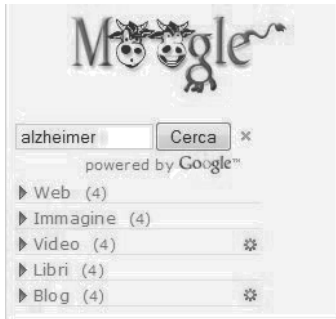 Moogle
alzheimer Cerca ×
powered by Google™
Web (4)
Immagine (4)
Video (4)
Libri (4)
Blog (4)